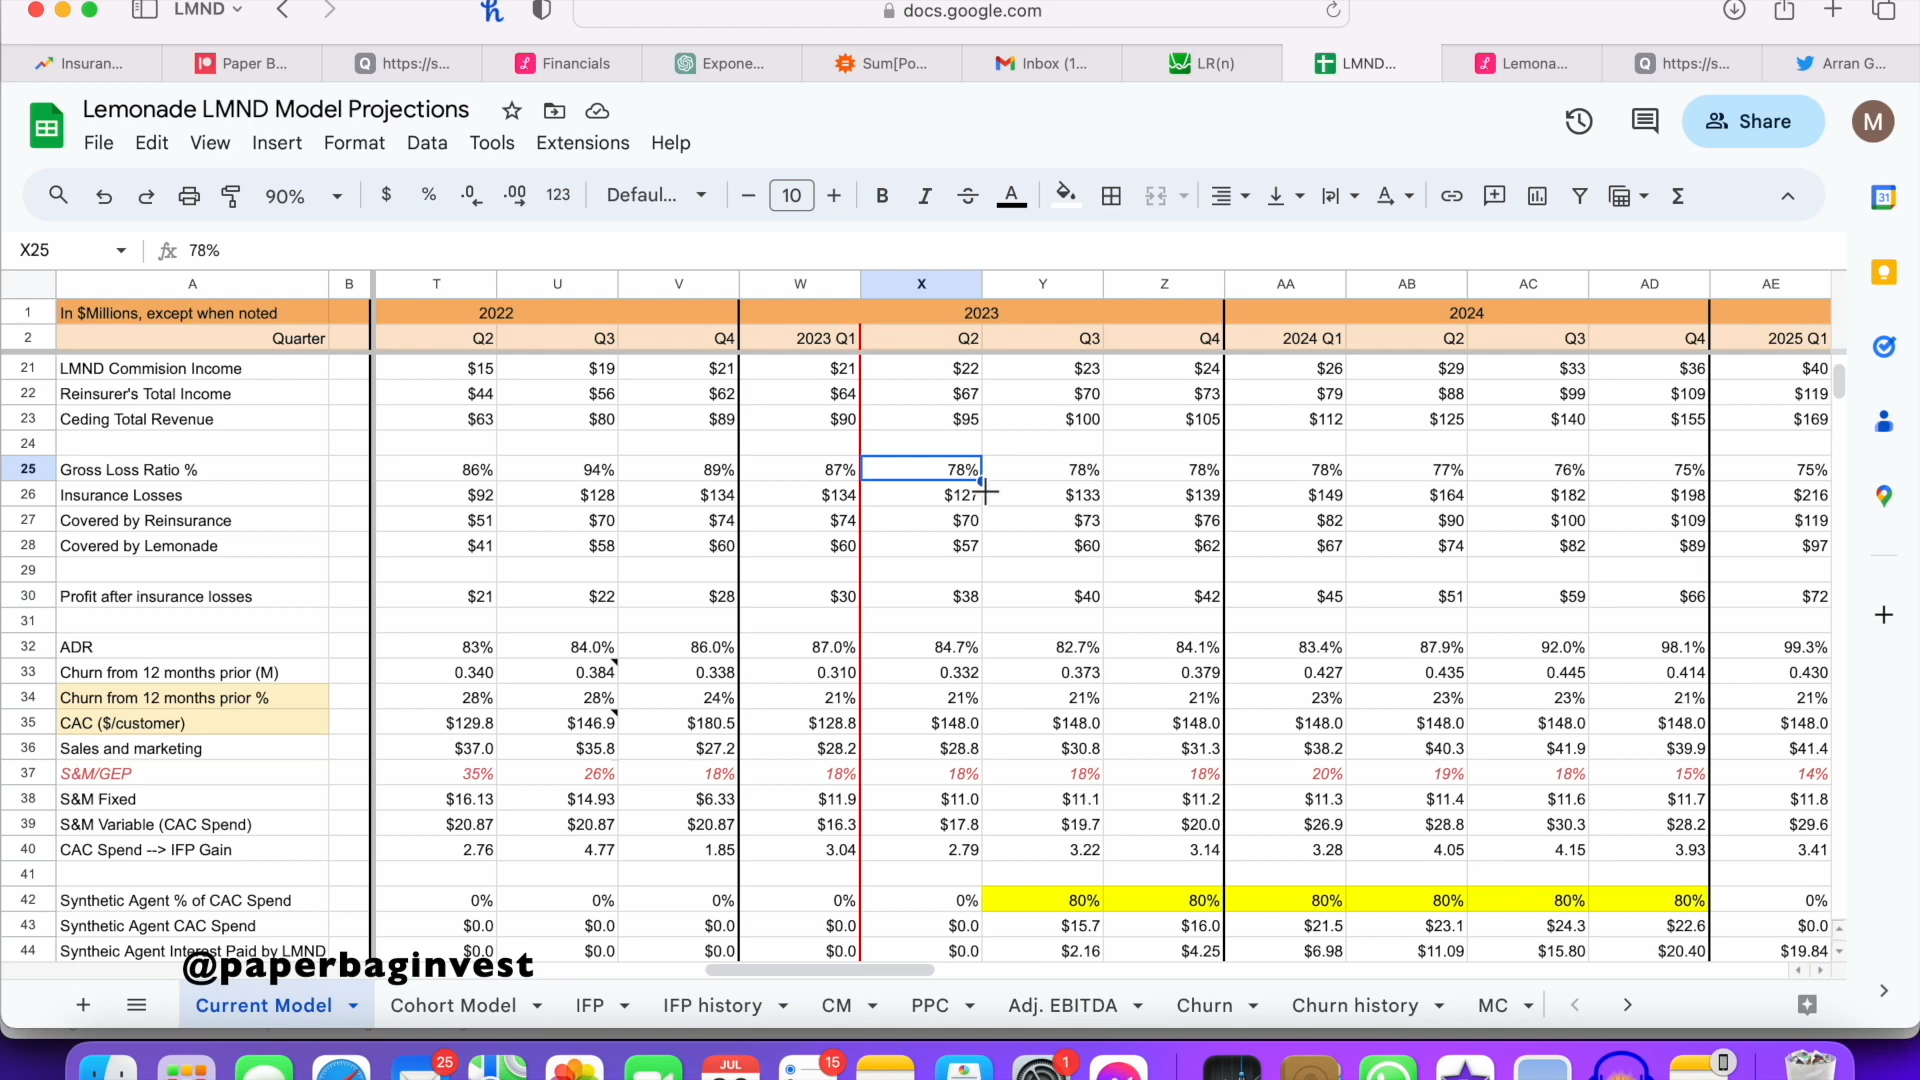 LMND
docs.google.com
Insuran...
Paper B...
https://s...
Financials
Expone...
Sum[Po...
Inbox (1...
LR(n)
LMND...
Lemona...
https://s...
Arran G...
Lemonade LMND Model Projections
File Edit View Insert Format Data Tools Extensions Help
Share
M
90% $ % .0 .00 123 Defaul... 10 B I A
31
X25 fx 78%
A B T U V W X Y Z AA AB AC AD AE
1 In $Millions, except when noted 2022 2023 2024
2 Quarter Q2 Q3 Q4 2023 Q1 Q2 Q3 Q4 2024 Q1 Q2 Q3 Q4 2025 Q1
21 LMND Commision Income $15 $19 $21 $21 $22 $23 $24 $26 $29 $33 $36 $40
22 Reinsurer's Total Income $44 $56 $62 $64 $67 $70 $73 $79 $88 $99 $109 $119
23 Ceding Total Revenue $63 $80 $89 $90 $95 $100 $105 $112 $125 $140 $155 $169
24
25 Gross Loss Ratio % 86% 94% 89% 87% 78% 78% 78% 78% 77% 76% 75% 75%
26 Insurance Losses $92 $128 $134 $134 $127 $133 $139 $149 $164 $182 $198 $216
27 Covered by Reinsurance $51 $70 $74 $74 $70 $73 $76 $82 $90 $100 $109 $119
28 Covered by Lemonade $41 $58 $60 $60 $57 $60 $62 $67 $74 $82 $89 $97
29
30 Profit after insurance losses $21 $22 $28 $30 $38 $40 $42 $45 $51 $59 $66 $72
31
32 ADR 83% 84.0% 86.0% 87.0% 84.7% 82.7% 84.1% 83.4% 87.9% 92.0% 98.1% 99.3%
33 Churn from 12 months prior (M) 0.340 0.384 0.338 0.310 0.332 0.373 0.379 0.427 0.435 0.445 0.414 0.430
34 Churn from 12 months prior % 28% 28% 24% 21% 21% 21% 21% 23% 23% 23% 21% 21%
35 CAC ($/customer) $129.8 $146.9 $180.5 $128.8 $148.0 $148.0 $148.0 $148.0 $148.0 $148.0 $148.0 $148.0
36 Sales and marketing $37.0 $35.8 $27.2 $28.2 $28.8 $30.8 $31.3 $38.2 $40.3 $41.9 $39.9 $41.4
37 S&M/GEP 35% 26% 18% 18% 18% 18% 18% 20% 19% 18% 15% 14%
38 S&M Fixed $16.13 $14.93 $6.33 $11.9 $11.0 $11.1 $11.2 $11.3 $11.4 $11.6 $11.7 $11.8
39 S&M Variable (CAC Spend) $20.87 $20.87 $20.87 $16.3 $17.8 $19.7 $20.0 $26.9 $28.8 $30.3 $28.2 $29.6
40 CAC Spend --> IFP Gain 2.76 4.77 1.85 3.04 2.79 3.22 3.14 3.28 4.05 4.15 3.93 3.41
41
42 Synthetic Agent % of CAC Spend 0% 0% 0% 0% 0% 80% 80% 80% 80% 80% 80% 0%
43 Synthetic Agent CAC Spend $0.0 $0.0 $0.0 $0.0 $0.0 $15.7 $16.0 $21.5 $23.1 $24.3 $22.6 $0.0
44 Syntheic Agent Interest Paid by LMND $0.0 $0.0 $0.0 $0.0 $0.0 $2.16 $4.25 $6.98 $11.09 $15.80 $20.40 $19.84
@paperbaginvest
Current Model Cohort Model IFP IFP history CM PPC Adj. EBITDA Churn Churn history MC
25 JUL 15 1